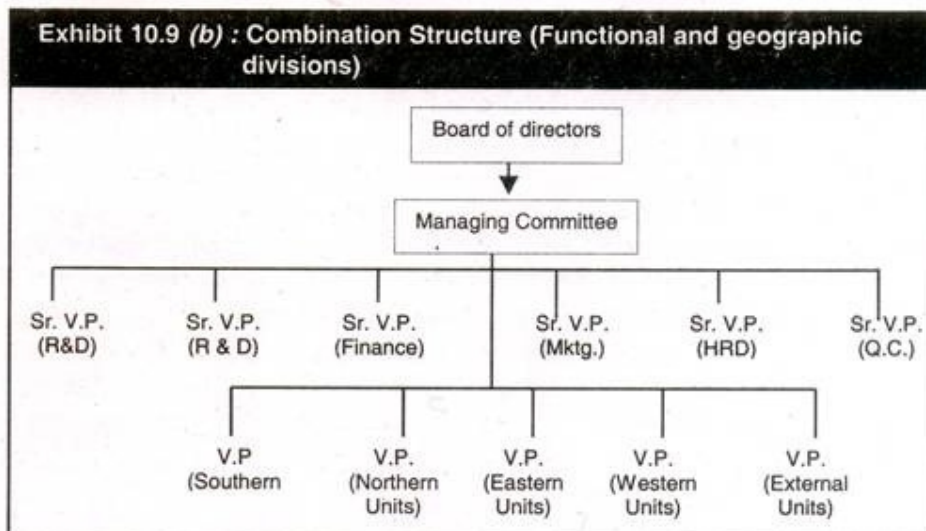 Exhibit 10.9 (b) : Combination Structure (Functional and geographic
divisions)
Board of directors
Managing Committee
Sr. V.P.
(R&D)
Sr. V.P.
(R & D)
Sr. V.P.
(Finance)
Sr. V.P.
(Mktg.)
Sr. V.P.
(HRD)
Sr. V.P.
(Q.C.)
V.P
(Southern
V.P.
(Northern
Units)
V.P.
(Eastern
Units)
V.P.
(Western
Units)
V.P.
(External
Units)